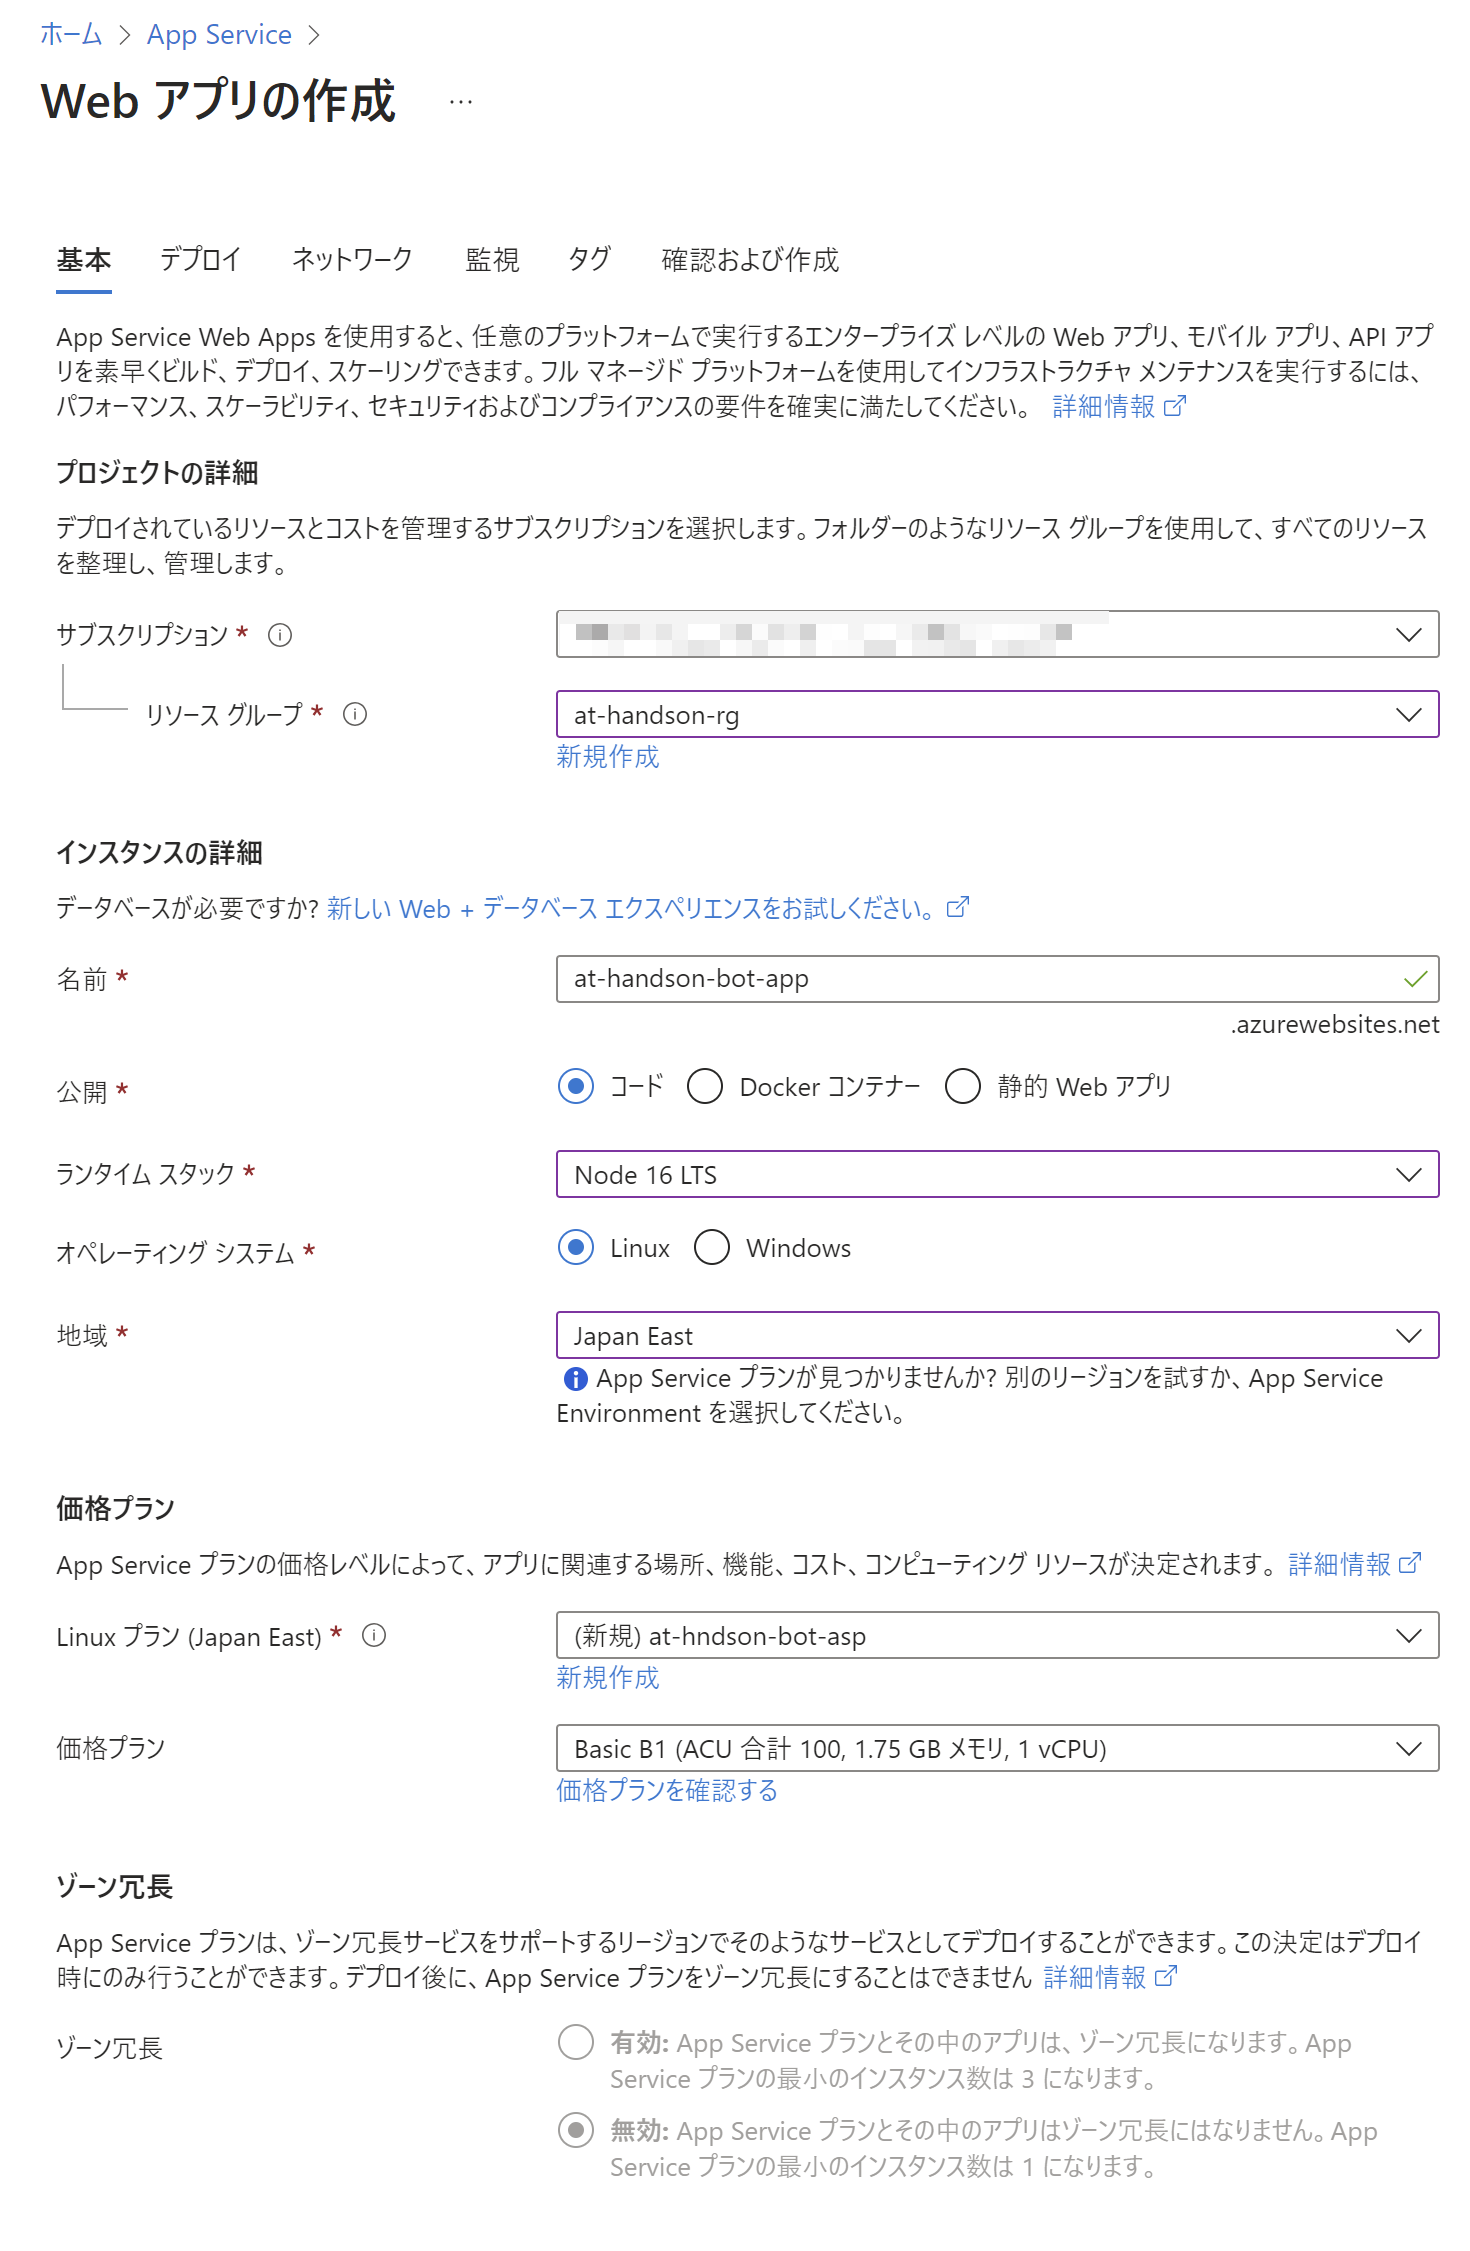 ホーム > App Service >
Web アプリの作成 …
基本 デプロイ ネットワーク 監視 タグ 確認および作成
App Service Web Apps を使用すると、任意のプラットフォームで実行するエンタープライズ レベルの Web アプリ、モバイル アプリ、API アプ
リを素早くビルド、デプロイ、スケーリングできます。フル マネージド プラットフォームを使用してインフラストラクチャ メンテナンスを実行するには、
パフォーマンス、スケーラビリティ、セキュリティおよびコンプライアンスの要件を確実に満たしてください。 詳細情報
プロジェクトの詳細
デプロイされているリソースとコストを管理するサブスクリプションを選択します。フォルダーのようなリソース グループを使用して、すべてのリソース
を整理し、管理します。
サブスクリプション *
リソース グループ * at-handson-rg
新規作成
インスタンスの詳細
データベースが必要ですか? 新しい Web + データベース エクスペリエンスをお試しください。
名前 * at-handson-bot-app
.azurewebsites.net
公開 * コード Docker コンテナー 静的 Web アプリ
ランタイム スタック * Node 16 LTS
オペレーティング システム * Linux Windows
地域 * Japan East
App Service プランが見つかりませんか? 別のリージョンを試すか、App Service
Environment を選択してください。
価格プラン
App Service プランの価格レベルによって、アプリに関連する場所、機能、コスト、コンピューティング リソースが決定されます。 詳細情報
Linux プラン (Japan East) * (新規) at-hndson-bot-asp
新規作成
価格プラン Basic B1 (ACU 合計 100, 1.75 GB メモリ, 1 vCPU)
価格プランを確認する
ゾーン冗長
App Service プランは、ゾーン冗長サービスをサポートするリージョンでそのようなサービスとしてデプロイすることができます。この決定はデプロイ
時にのみ行うことができます。デプロイ後に、App Service プランをゾーン冗長にすることはできません 詳細情報
ゾーン冗長 有効: App Service プランとその中のアプリは、ゾーン冗長になります。App
Service プランの最小のインスタンス数は 3 になります。
無効: App Service プランとその中のアプリはゾーン冗長にはなりません。App
Service プランの最小のインスタンス数は 1 になります。